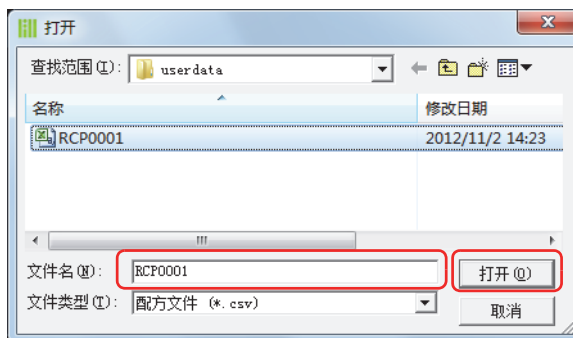 打开
查找范围(I): userdata
名称 修改日期
RCP0001 2012/11/2 14:23
文件名(N): RCP0001 打开(O)
文件类型(T): 配方文件 (*.csv) 取消